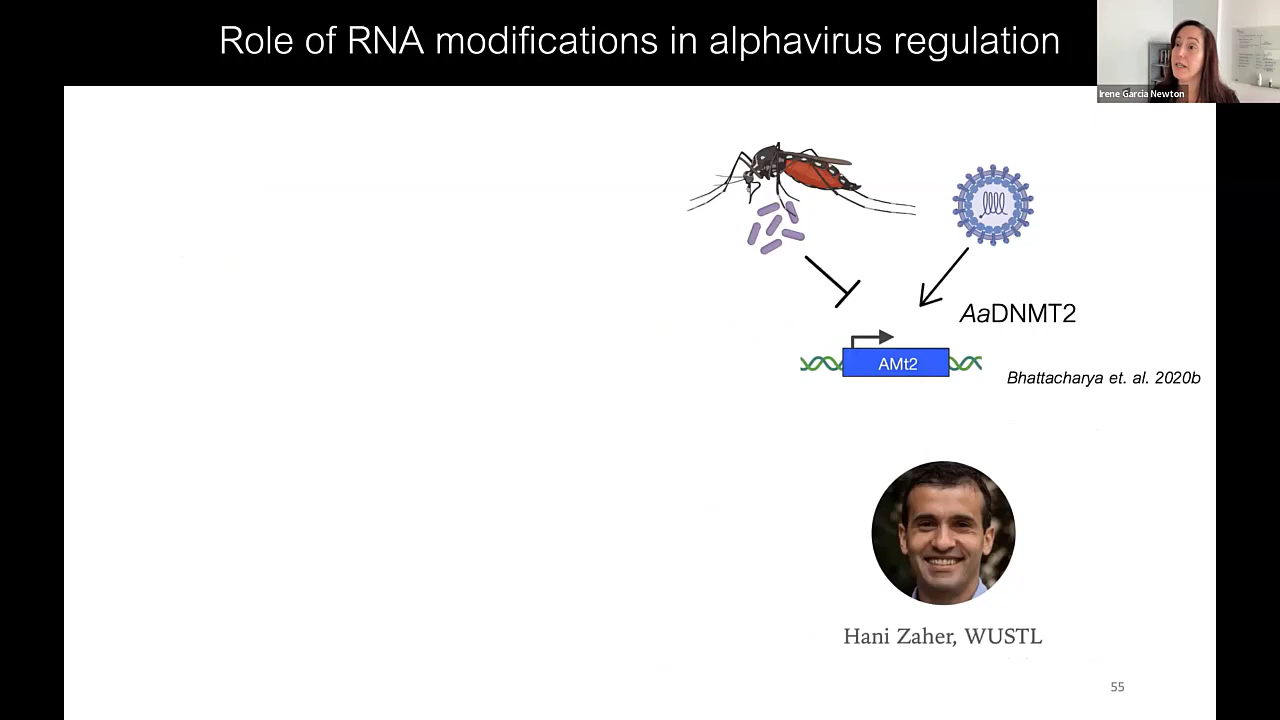 Role of RNA modifications in alphavirus regulation
Irene Garcia Newton
AaDNMT2
AMt2
Bhattacharya et. al. 2020b
Hani Zaher, WUSTL
55